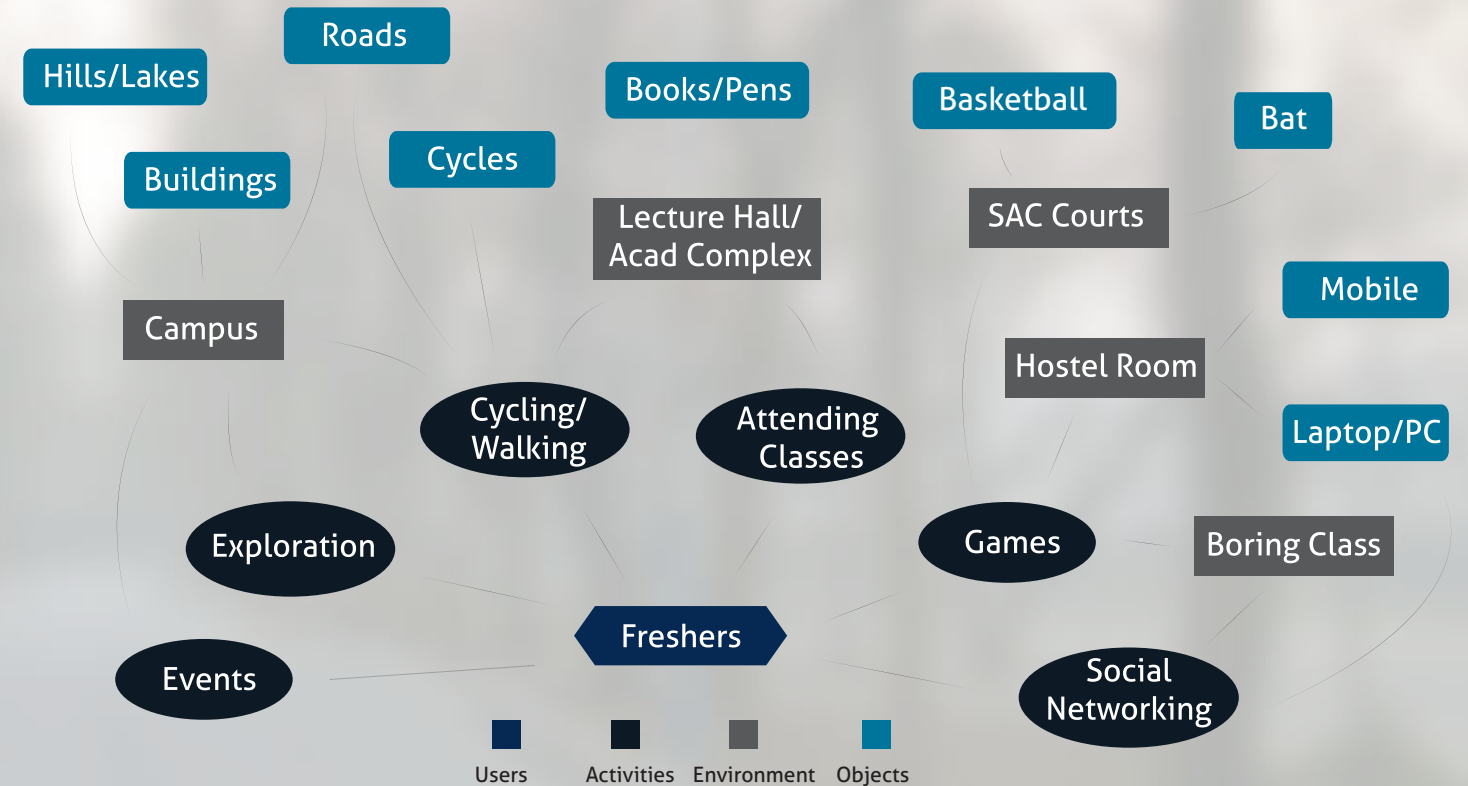 Roads
Hills/Lakes
Books/Pens
Basketball
Bat
Cycles
Buildings
Lecture Hall/
Acad Complex
SAC Courts
Mobile
Campus
Hostel Room
Cycling/
Walking
Attending
Classes
Laptop/PC
Exploration
Games
Boring Class
Freshers
Events
Social
Networking
Users
Activities
Environment
Objects